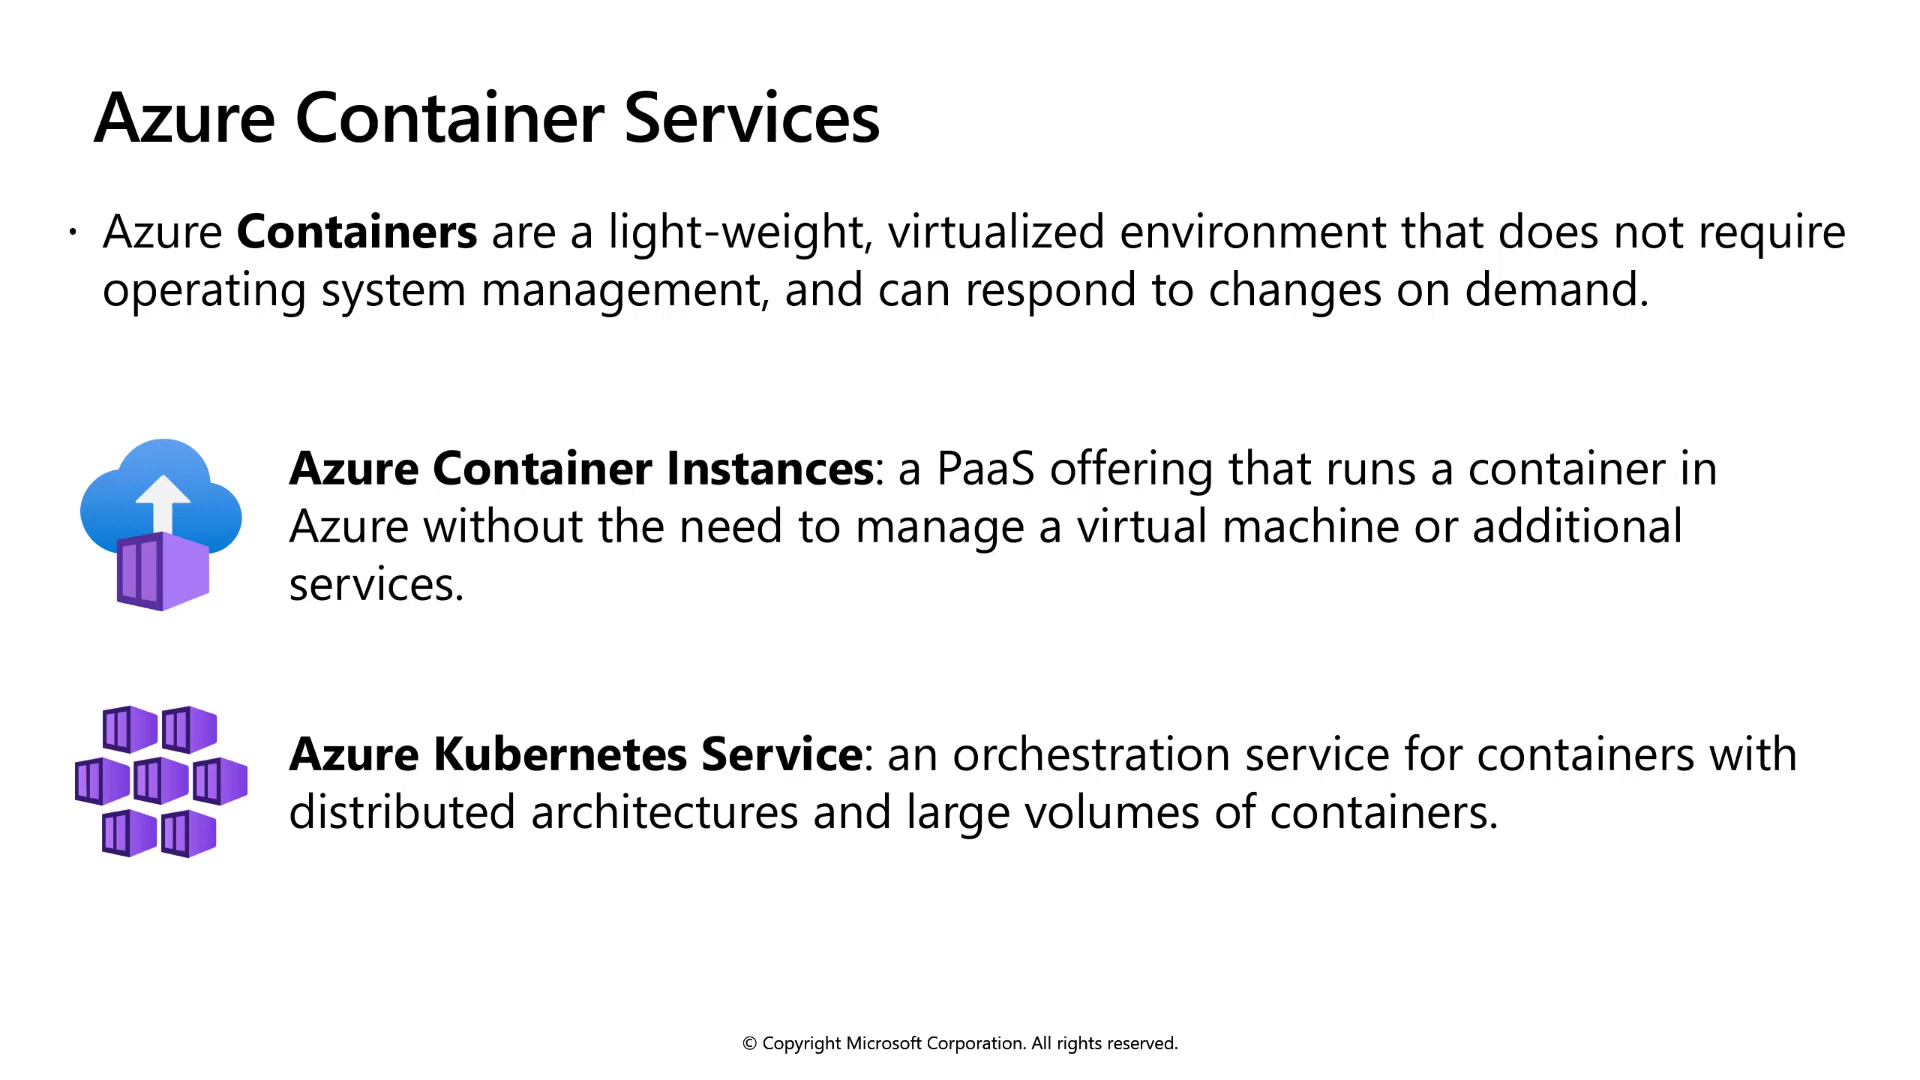 Azure Container Services
• Azure Containers are a light-weight, virtualized environment that does not require
operating system management, and can respond to changes on demand.
Azure Container Instances: a PaaS offering that runs a container in
Azure without the need to manage a virtual machine or additional
services.
Azure Kubernetes Service: an orchestration service for containers with
distributed architectures and large volumes of containers.
© Copyright Microsoft Corporation. All rights reserved.